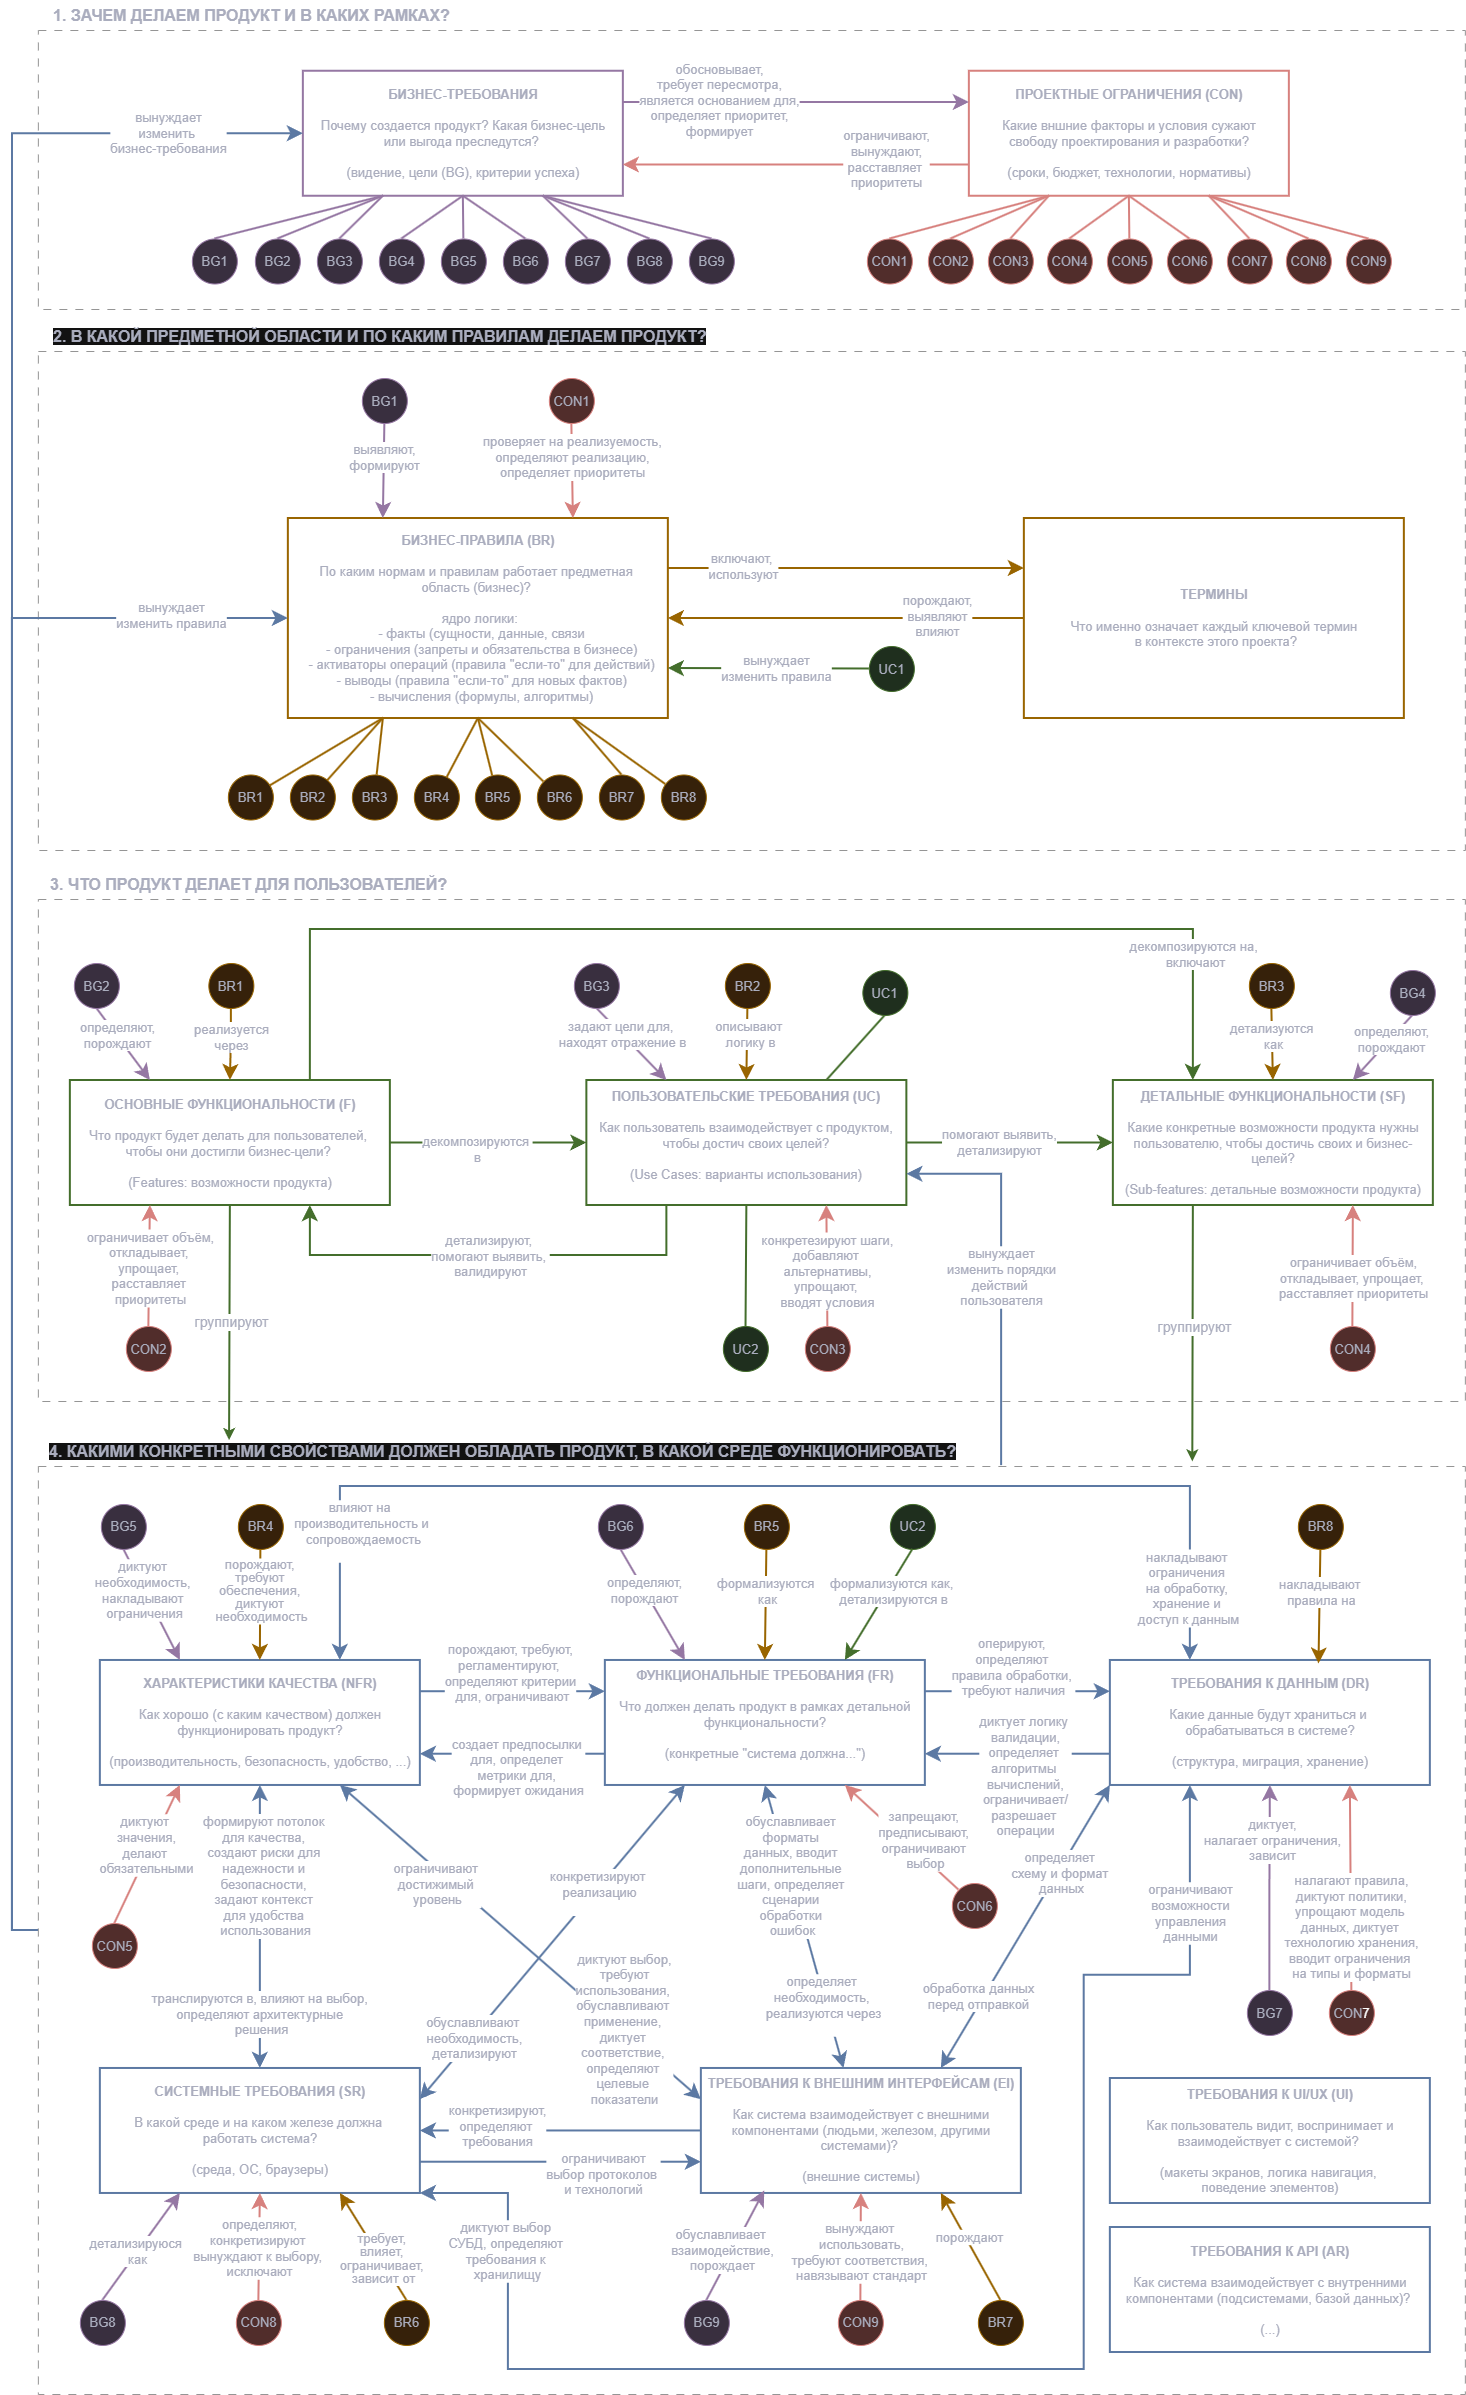 1. ЗАЧЕМ ДЕЛАЕМ ПРОДУКТ И В КАКИХ РАМКАХ?
БИЗНЕС-ТРЕБОВАНИЯ
Почему создается продукт? Какая бизнес-цель
или выгода преследутся?
(видение, цели (BG), критерии успеха)
обосновывает,
требует пересмотра,
является основанием для,
определяет приоритет,
формирует
ПРОЕКТНЫЕ ОГРАНИЧЕНИЯ (CON)
Какие вншние факторы и условия сужают
свободу проектирования и разработки?
(сроки, бюджет, технологии, нормативы)
вынуждает
изменить
бизнес-требования
ограничивают,
вынуждают,
расставляет
приоритеты
BG1
BG2
BG3
BG4
BG5
BG6
BG7
BG8
BG9
CON1
CON2
CON3
CON4
CON5
CON6
CON7
CON8
CON9
2. В КАКОЙ ПРЕДМЕТНОЙ ОБЛАСТИ И ПО КАКИМ ПРАВИЛАМ ДЕЛАЕМ ПРОДУКТ?
BG1
CON1
выявляют,
формируют
проверяет на реализуемость,
определяют реализацию,
определяет приоритеты
БИЗНЕС-ПРАВИЛА (BR)
По каким нормам и правилам работает предметная
область (бизнес)?
ядро логики:
- факты (сущности, данные, связи
- ограничения (запреты и обязательства в бизнесе)
- активаторы операций (правила "если-то" для действий)
- выводы (правила "если-то" для новых фактов)
- вычисления (формулы, алгоритмы)
включают,
используют
порождают,
выявляют
влияют
ТЕРМИНЫ
Что именно означает каждый ключевой термин
в контексте этого проекта?
вынуждает
изменить правила
вынуждает
изменить правила
UC1
BR1
BR2
BR3
BR4
BR5
BR6
BR7
BR8
3. ЧТО ПРОДУКТ ДЕЛАЕТ ДЛЯ ПОЛЬЗОВАТЕЛЕЙ?
декомпозируются на,
включают
BG2
BR1
BG3
BR2
UC1
BR3
BG4
определяют,
порождают
реализуется
через
задают цели для,
находят отражение в
описывают
логику в
детализуются
как
определяют,
порождают
ОСНОВНЫЕ ФУНКЦИОНАЛЬНОСТИ (F)
Что продукт будет делать для пользователей,
чтобы они достигли бизнес-цели?
(Features: возможности продукта)
декомпозируются
в
ПОЛЬЗОВАТЕЛЬСКИЕ ТРЕБОВАНИЯ (UC)
Как пользователь взаимодействует с продуктом,
чтобы достич своих целей?
(Use Cases: варианты использования)
помогают выявить,
детализируют
ДЕТАЛЬНЫЕ ФУНКЦИОНАЛЬНОСТИ (SF)
Какие конкретные возможности продукта нужны
пользователю, чтобы достичь своих и бизнес-
целей?
(Sub-features: детальные возможности продукта)
ограничивает объём,
откладывает,
упрощает,
расставляет
приоритеты
детализируют,
помогают выявить,
валидируют
конкретезируют шаги,
добавляют
альтернативы,
упрощают,
вводят условия
вынуждает
изменить порядки
действий
пользователя
ограничивает объём,
откладывает, упрощает,
расставляет приоритеты
группируют
группируют
CON2
UC2
CON3
CON4
4. КАКИМИ КОНКРЕТНЫМИ СВОЙСТВАМИ ДОЛЖЕН ОБЛАДАТЬ ПРОДУКТ, В КАКОЙ СРЕДЕ ФУНКЦИОНИРОВАТЬ?
BG5
BR4
влияют на
производительность и
сопровождаемость
BG6
BR5
UC2
BR8
диктуют
необходимость,
накладывают
ограничения
порождают,
требуют
обеспечения,
диктуют
необходимость
определяют,
порождают
формализуются
как
формализуются как,
детализируются в
накладывают
ограничения
на обработку,
хранение и
доступ к данным
накладывают
правила на
ХАРАКТЕРИСТИКИ КАЧЕСТВА (NFR)
Как хорошо (с каким качеством) должен
функционировать продукт?
(производительность, безопасность, удобство, ...)
порождают, требуют,
регламентируют,
определяют критерии
для, ограничивают
создает предпосылки
для, определет
метрики для,
формирует ожидания
ФУНКЦИОНАЛЬНЫЕ ТРЕБОВАНИЯ (FR)
Что должен делать продукт в рамках детальной
функциональности?
(конкретные "система должна...")
оперируют,
определяют
правила обработки,
требуют наличия
диктует логику
валидации,
определяет
алгоритмы
вычислений,
ограничивает/
разрешает
операции
ТРЕБОВАНИЯ К ДАННЫМ (DR)
Какие данные будут храниться и
обрабатываться в системе?
(структура, миграция, хранение)
диктуют
значения,
делают
обязательными
формируют потолок
для качества,
создают риски для
надежности и
безопасности,
задают контекст
для удобства
использования
ограничивают
достижимый
уровень
конкретизируют
реализацию
обуславливает
форматы
данных, вводит
дополнительные
шаги, определяет
сценарии
обработки
ошибок
запрещают,
предписывают,
ограничивают
выбор
определяет
схему и формат
данных
диктует,
налагает ограничения,
зависит
ограничивают
возможности
управления
данными
налагают правила,
диктуют политики,
упрощают модель
данных, диктует
технологию хранения,
вводит ограничения
на типы и форматы
CON5
CON6
транслируются в, влияют на выбор,
определяют архитектурные
решения
обуславливают
необходимость,
детализируют
диктуют выбор,
требуют
использования,
обуславливают
применение,
диктует
соответствие,
определяют
целевые
показатели
определяет
необходимость,
реализуются через
обработка данных
перед отправкой
BG7
CON7
СИСТЕМНЫЕ ТРЕБОВАНИЯ (SR)
В какой среде и на каком железе должна
работать система?
(среда, ОС, браузеры)
конкретизируют,
определяют
требования
ограничивают
выбор протоколов
и технологий
ТРЕБОВАНИЯ К ВНЕШНИМ ИНТЕРФЕЙСАМ (EI)
Как система взаимодействует с внешними
компонентами (людьми, железом, другими
системами)?
(внешние системы)
ТРЕБОВАНИЯ К UI/UX (UI)
Как пользователь видит, воспринимает и
взаимодействует с системой?
(макеты экранов, логика навигация,
поведение элементов)
детализируюся
как
определяют,
конкретизируют
вынуждают к выбору,
исключают
требует,
влияет,
ограничивает,
зависит от
диктуют выбор
СУБД, определяют
требования к
хранилищу
обуславливает
взаимодействие,
порождает
вынуждают
использовать,
требуют соответствия,
навязывают стандарт
порождают
ТРЕБОВАНИЯ К API (AR)
Как система взаимодействует с внутренними
компонентами (подсистемами, базой данных)?
(...)
BG8
CON8
BR6
BG9
CON9
BR7